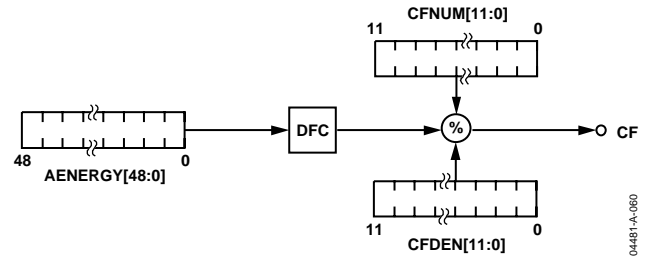 CFNUM[11:0]
11 0
DFC
%
CF
48 0
AENERGY[48:0]
11 0
CFDEN[11:0]
04481-A-060